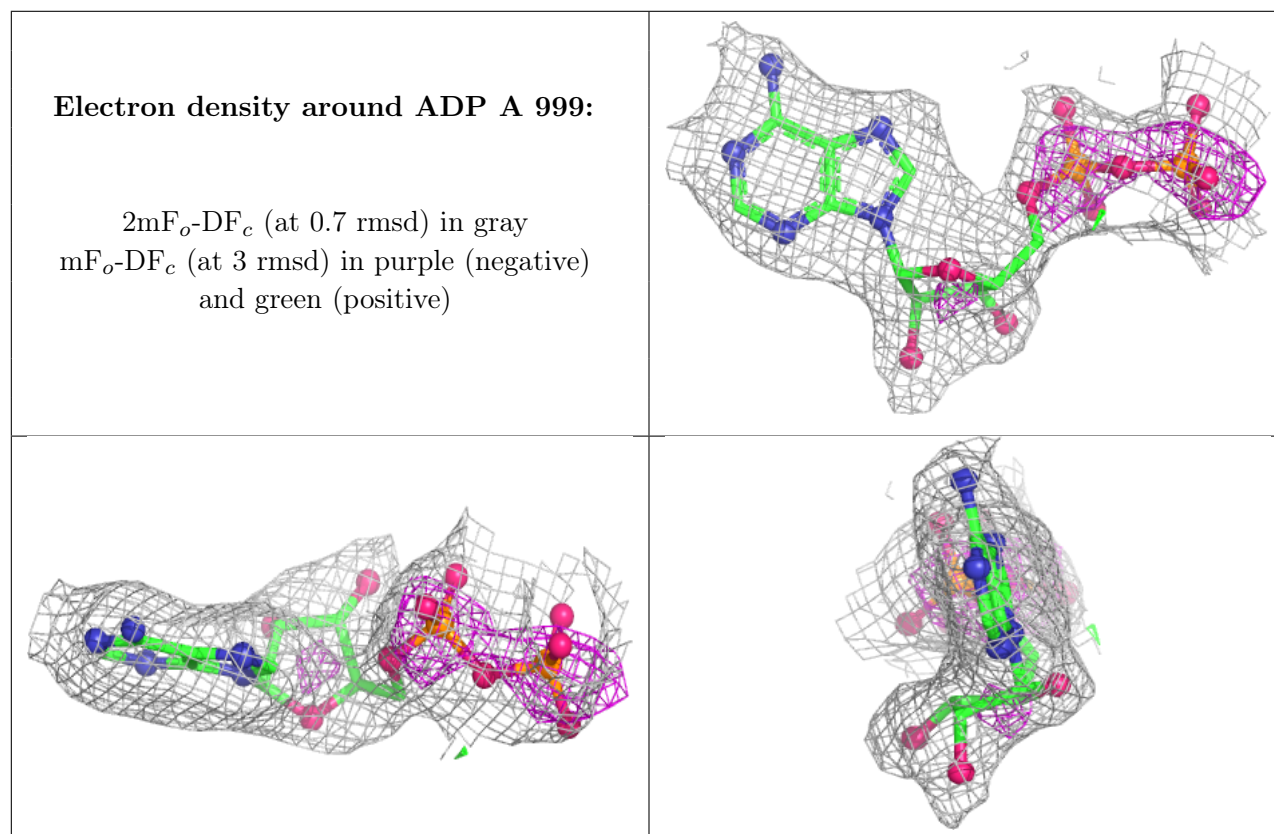 Electron density around ADP A 999:
2mFo-DFc (at 0.7 rmsd) in gray
mFo-DFc (at 3 rmsd) in purple (negative)
and green (positive)